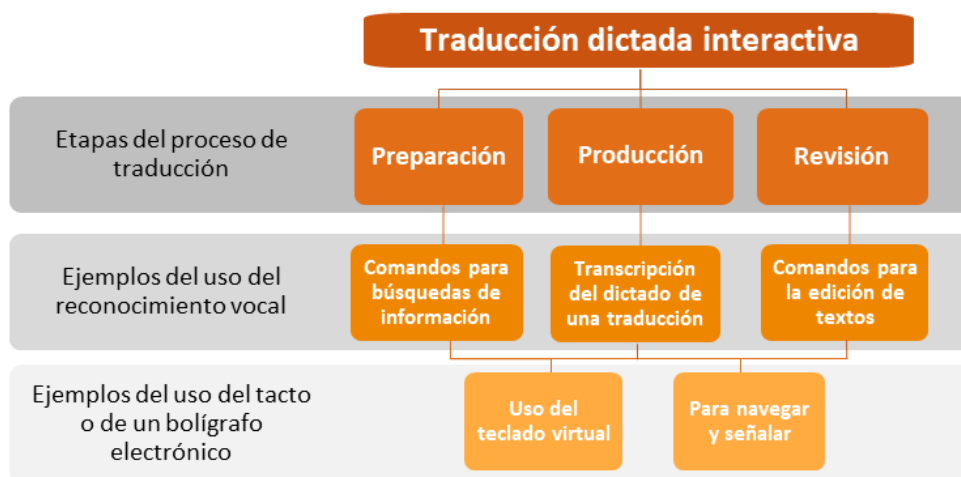 Traducción dictada interactiva
Etapas del proceso de
traducción
Preparación
Producción
Revisión
Ejemplos del uso del
reconocimiento vocal
Comandos para
búsquedas de
información
Transcripción
del dictado de
una traducción
Comandos para
la edición de
textos
Ejemplos del uso del tacto
o de un bolígrafo
electrónico
Uso del
teclado virtual
Para navegar
y señalar